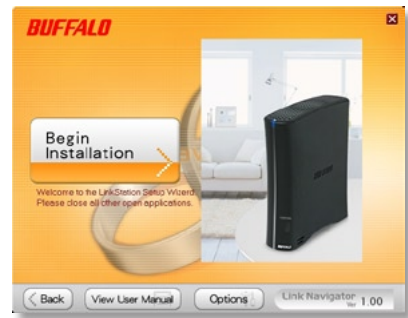 BUFFALO
Begin
Installation
Welcome to the LinkStation Setup Wizard.
Please close all other open applications.
Back
View User Manual
Options
Link Navigator
Ver 1.00